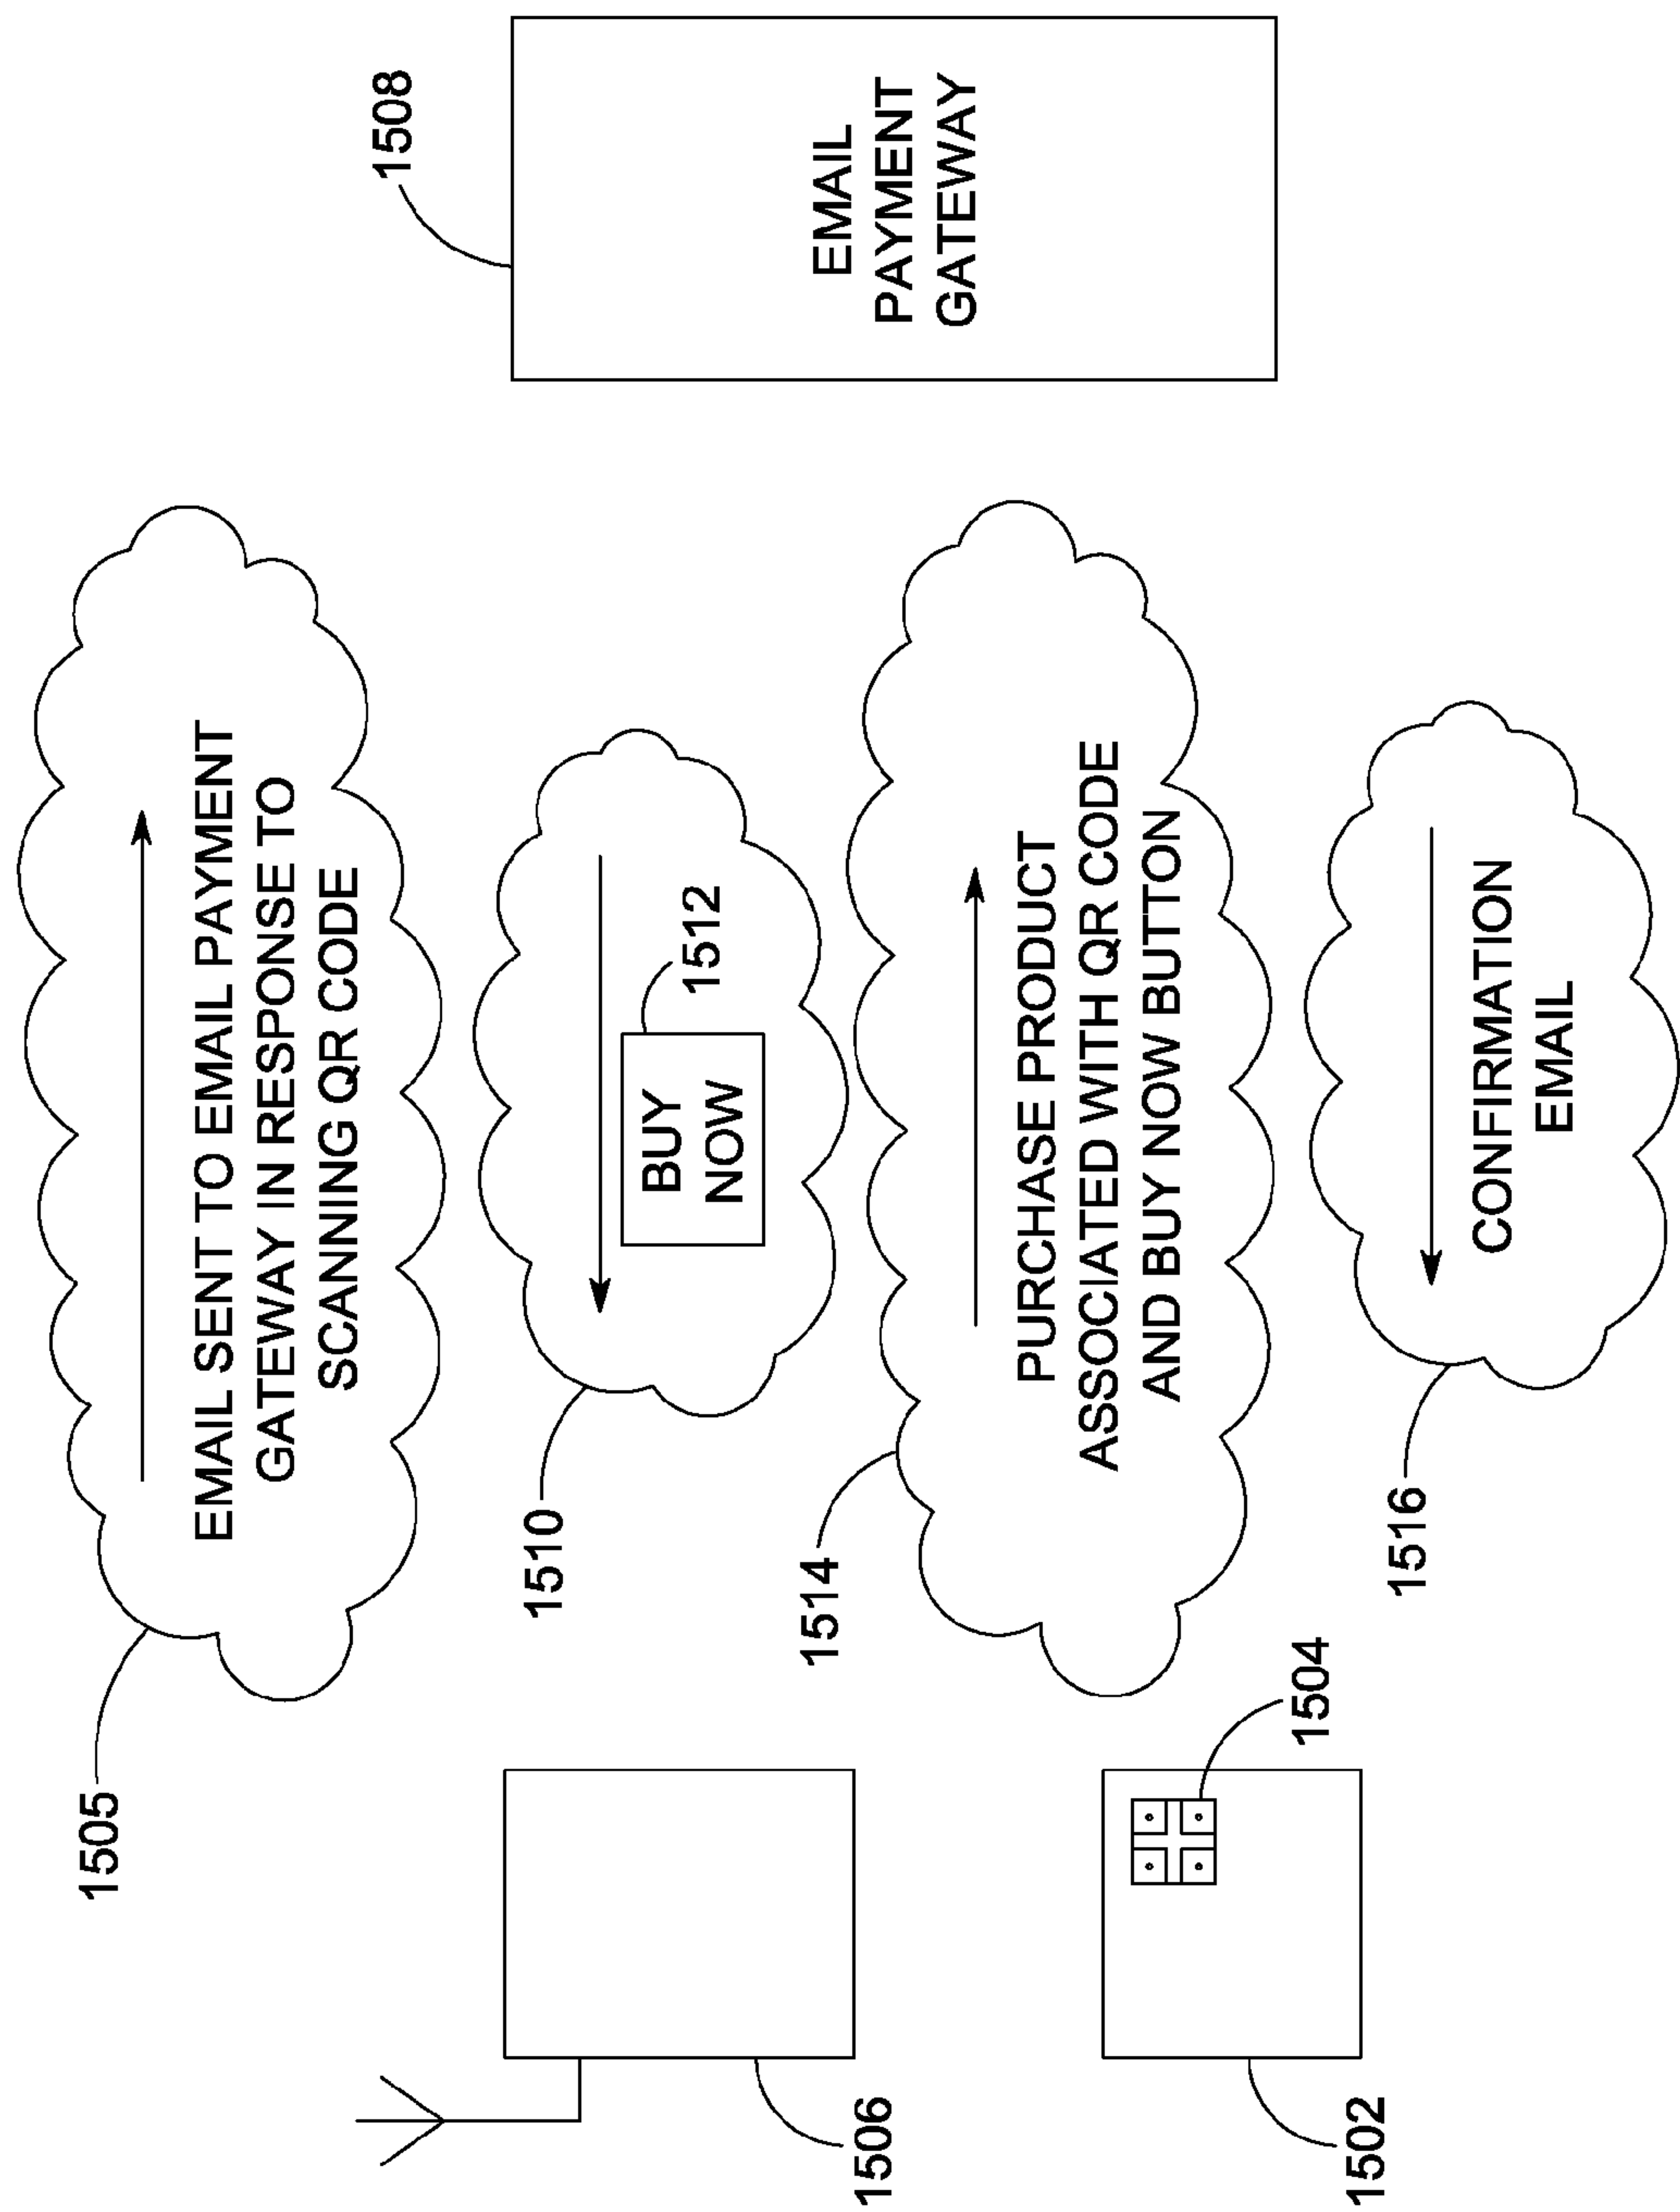 1505
EMAIL SENT TO EMAIL PAYMENT
GATEWAY IN RESPONSE TO
SCANNING QR CODE
1508
EMAIL
PAYMENT
GATEWAY
1506
1510
BUY
NOW
1512
1514
PURCHASE PRODUCT
ASSOCIATED WITH QR CODE
AND BUY NOW BUTTON
1502
1504
1516
CONFIRMATION
EMAIL